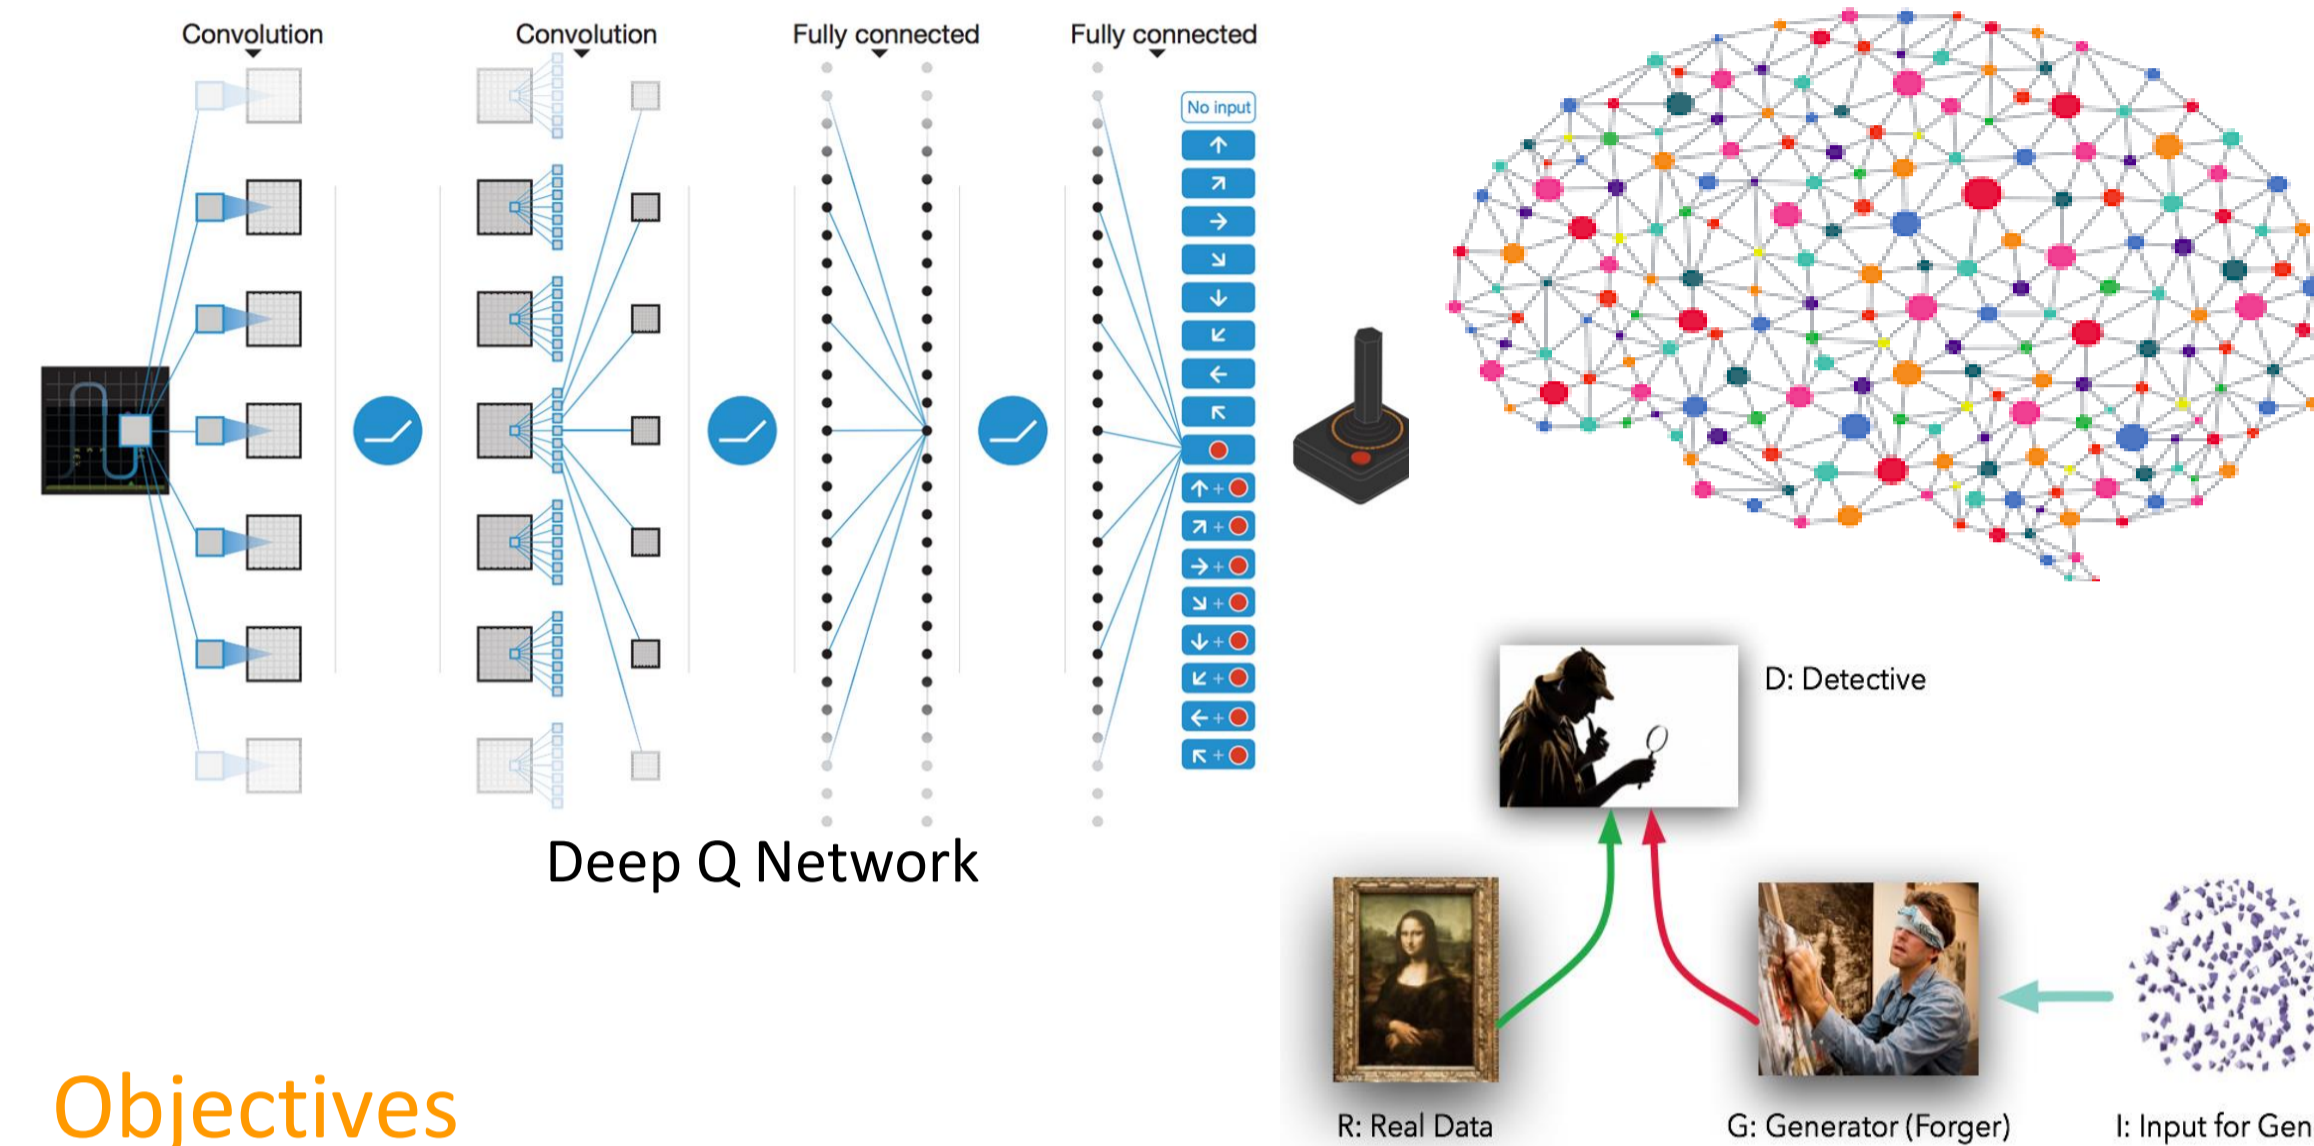 Convolution
Convolution
Fully connected
Fully connected
No input
Deep Q Network
D: Detective
R: Real Data
G: Generator (Forger)
I: Input for Gen
Objectives